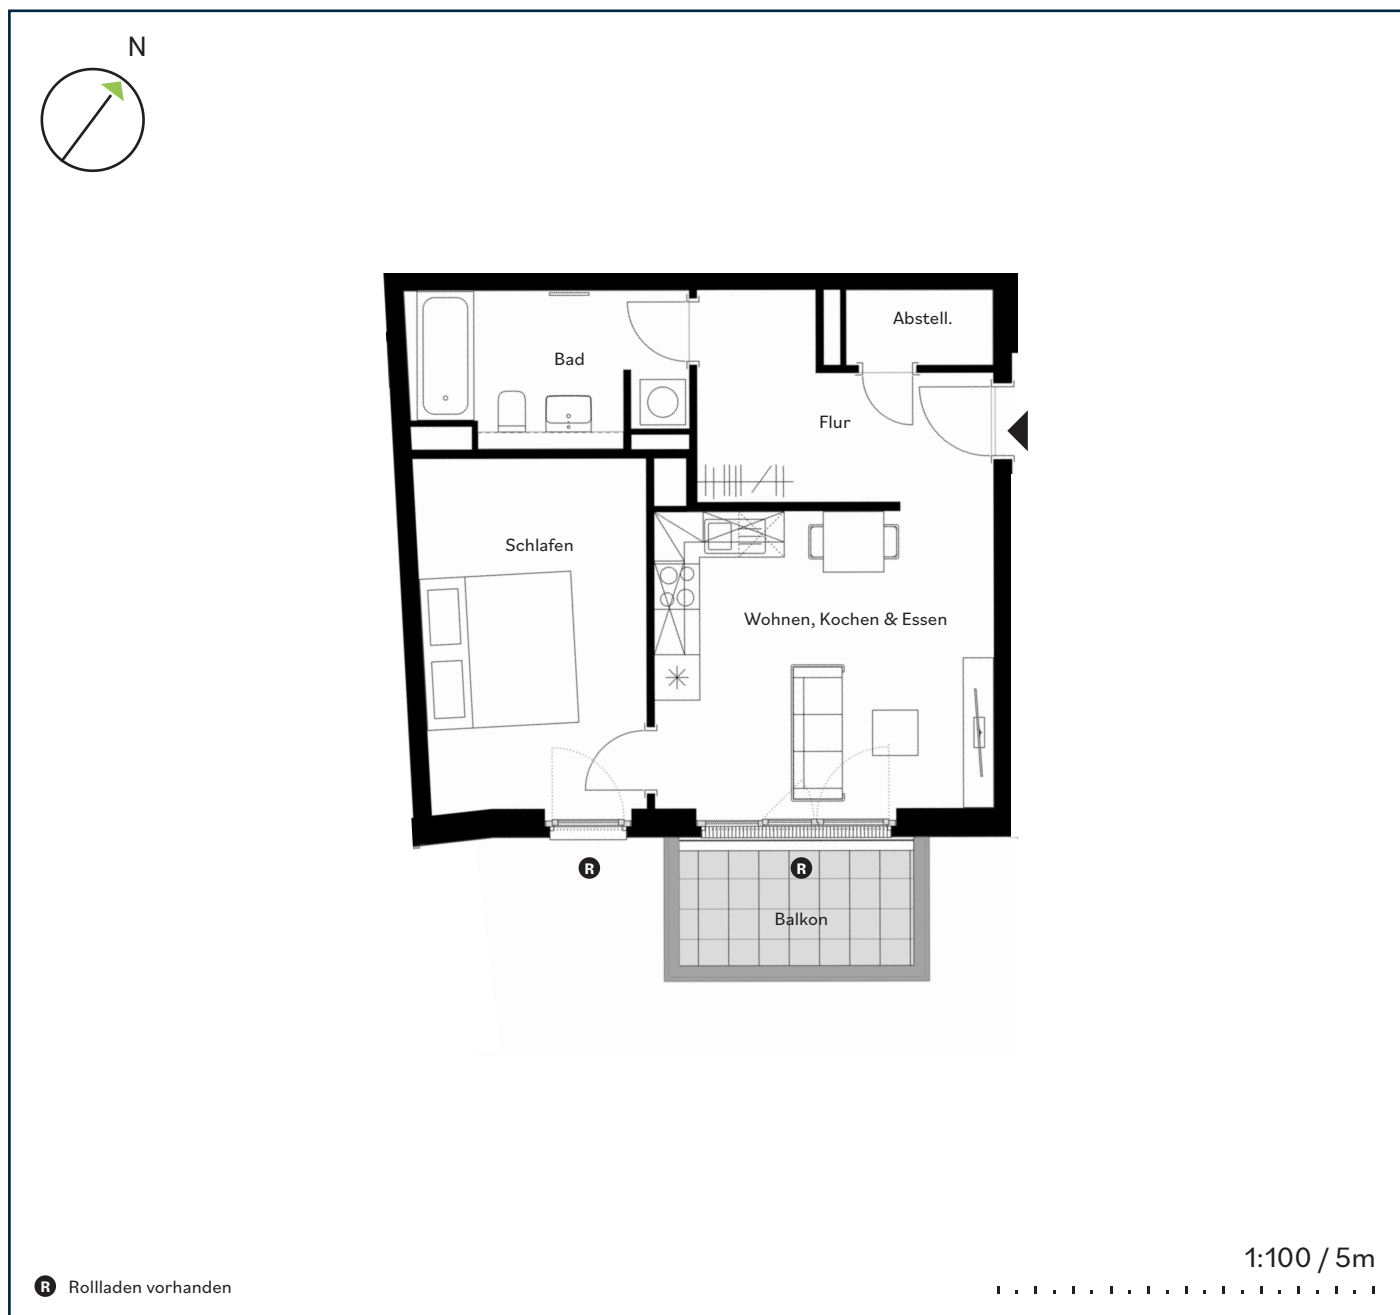 N
Abstell.
Bad
Flur
Schlafen
Wohnen, Kochen & Essen
R
R
Balkon
1:100 / 5m
R Rollladen vorhanden